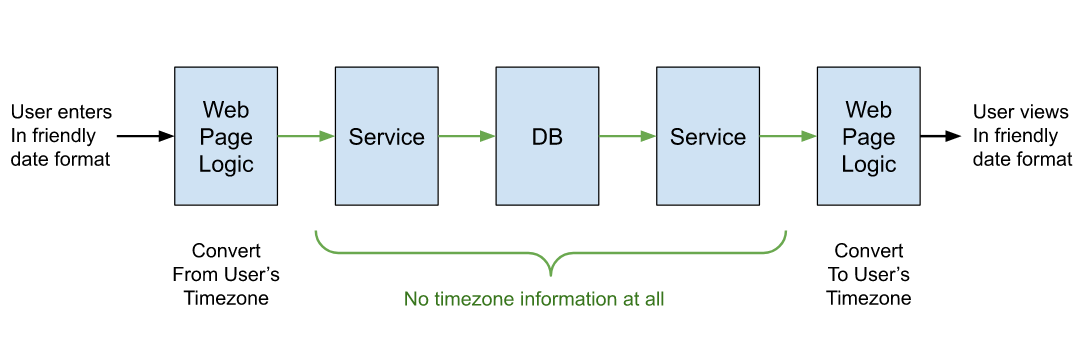 User enters
In friendly
date format
Web
Page
Logic
Service
DB
Service
Web
Page
Logic
User views
In friendly
date format
Convert
From User's
Timezone
No timezone information at all
Convert
To User's
Timezone